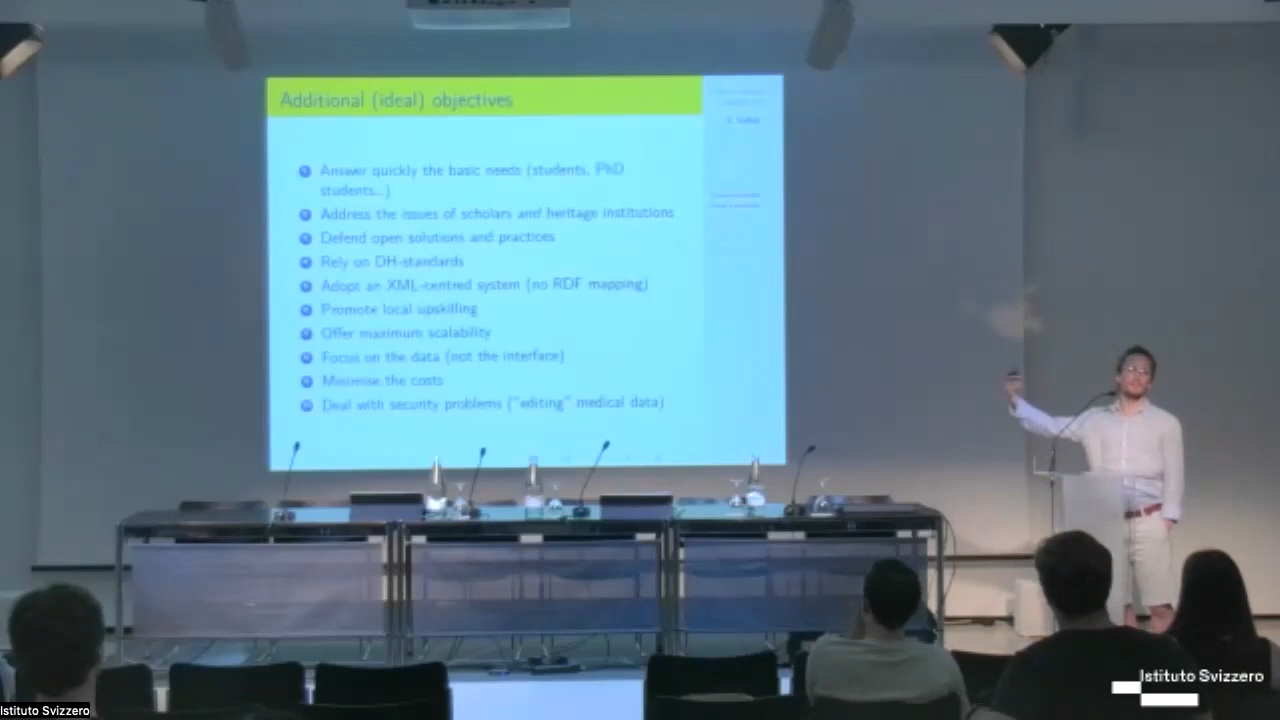 Additional (ideal) objectives
Answer quickly the basic needs (students, PhD
students...)
Address the issues of scholars and heritage institutions
Defend open solutions and practices
Rely on DH-standards
Adopt an XML-centred system (no RDF mapping)
Promote local upskilling
Offer maximum scalability
Focus on the data (not the interface)
Minimise the costs
Deal with security problems ("editing" medical data)
Istituto Svizzero
Istituto Svizzero